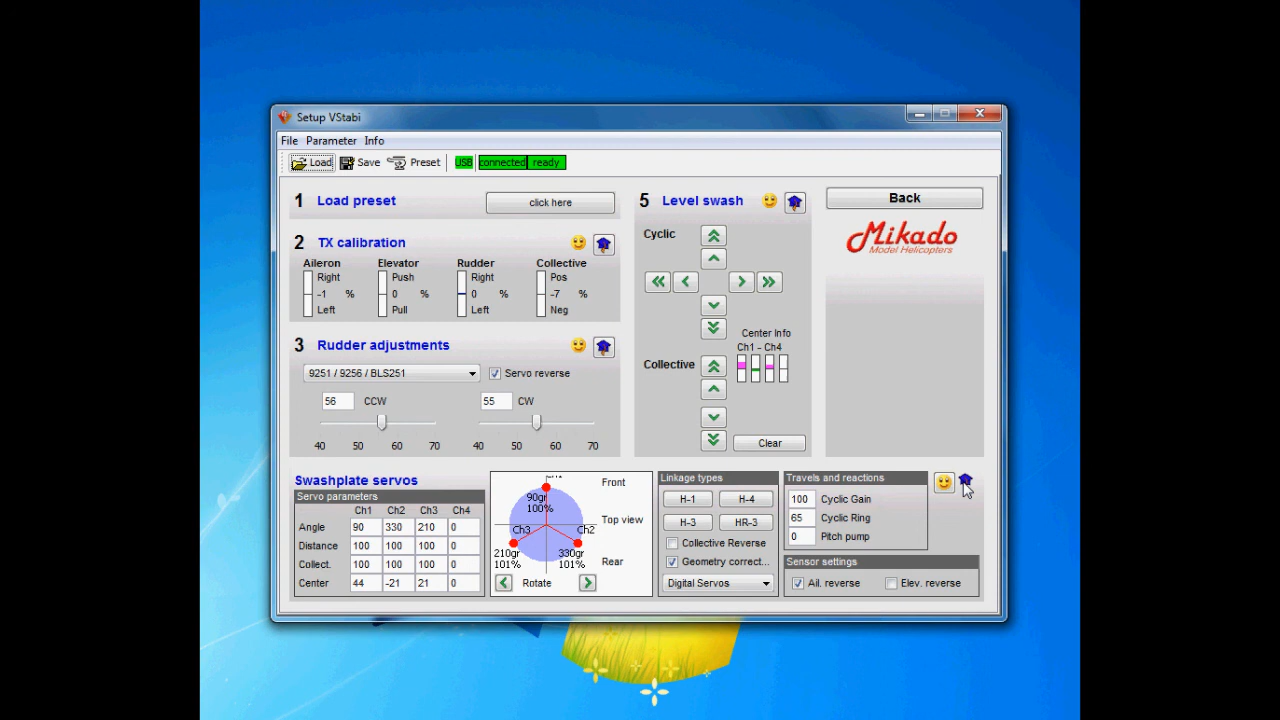 Setup VStabi
File Parameter Info
Load Save Preset USB connected ready
1 Load preset click here
2 TX calibration
Aileron Elevator Rudder Collective
Right Push Right Pos
-1 % 0 % 0 % -7 %
Left Pull Left Neg
3 Rudder adjustments
9251 / 9256 / BLS251 Servo reverse
56 CCW 55 CW
40 50 60 70 40 50 60 70
5 Level swash
Cyclic
Center Info
Ch1 - Ch4
Collective
Clear
Back
Mikado
Model Helicopters
Swashplate servos
Servo parameters
Ch1 Ch2 Ch3 Ch4
Angle 90 330 210 0
Distance 100 100 100 0
Collect. 100 100 100 0
Center 44 -21 21 0
Front
90gr
100%
Top view
Ch3 Ch2
210gr 330gr
101% 101%
Rear
Rotate
Linkage types
H-1 H-4
H-3 HR-3
Collective Reverse
Geometry correct...
Digital Servos
Travels and reactions
100 Cyclic Gain
65 Cyclic Ring
0 Pitch pump
Sensor settings
Ail. reverse Elev. reverse